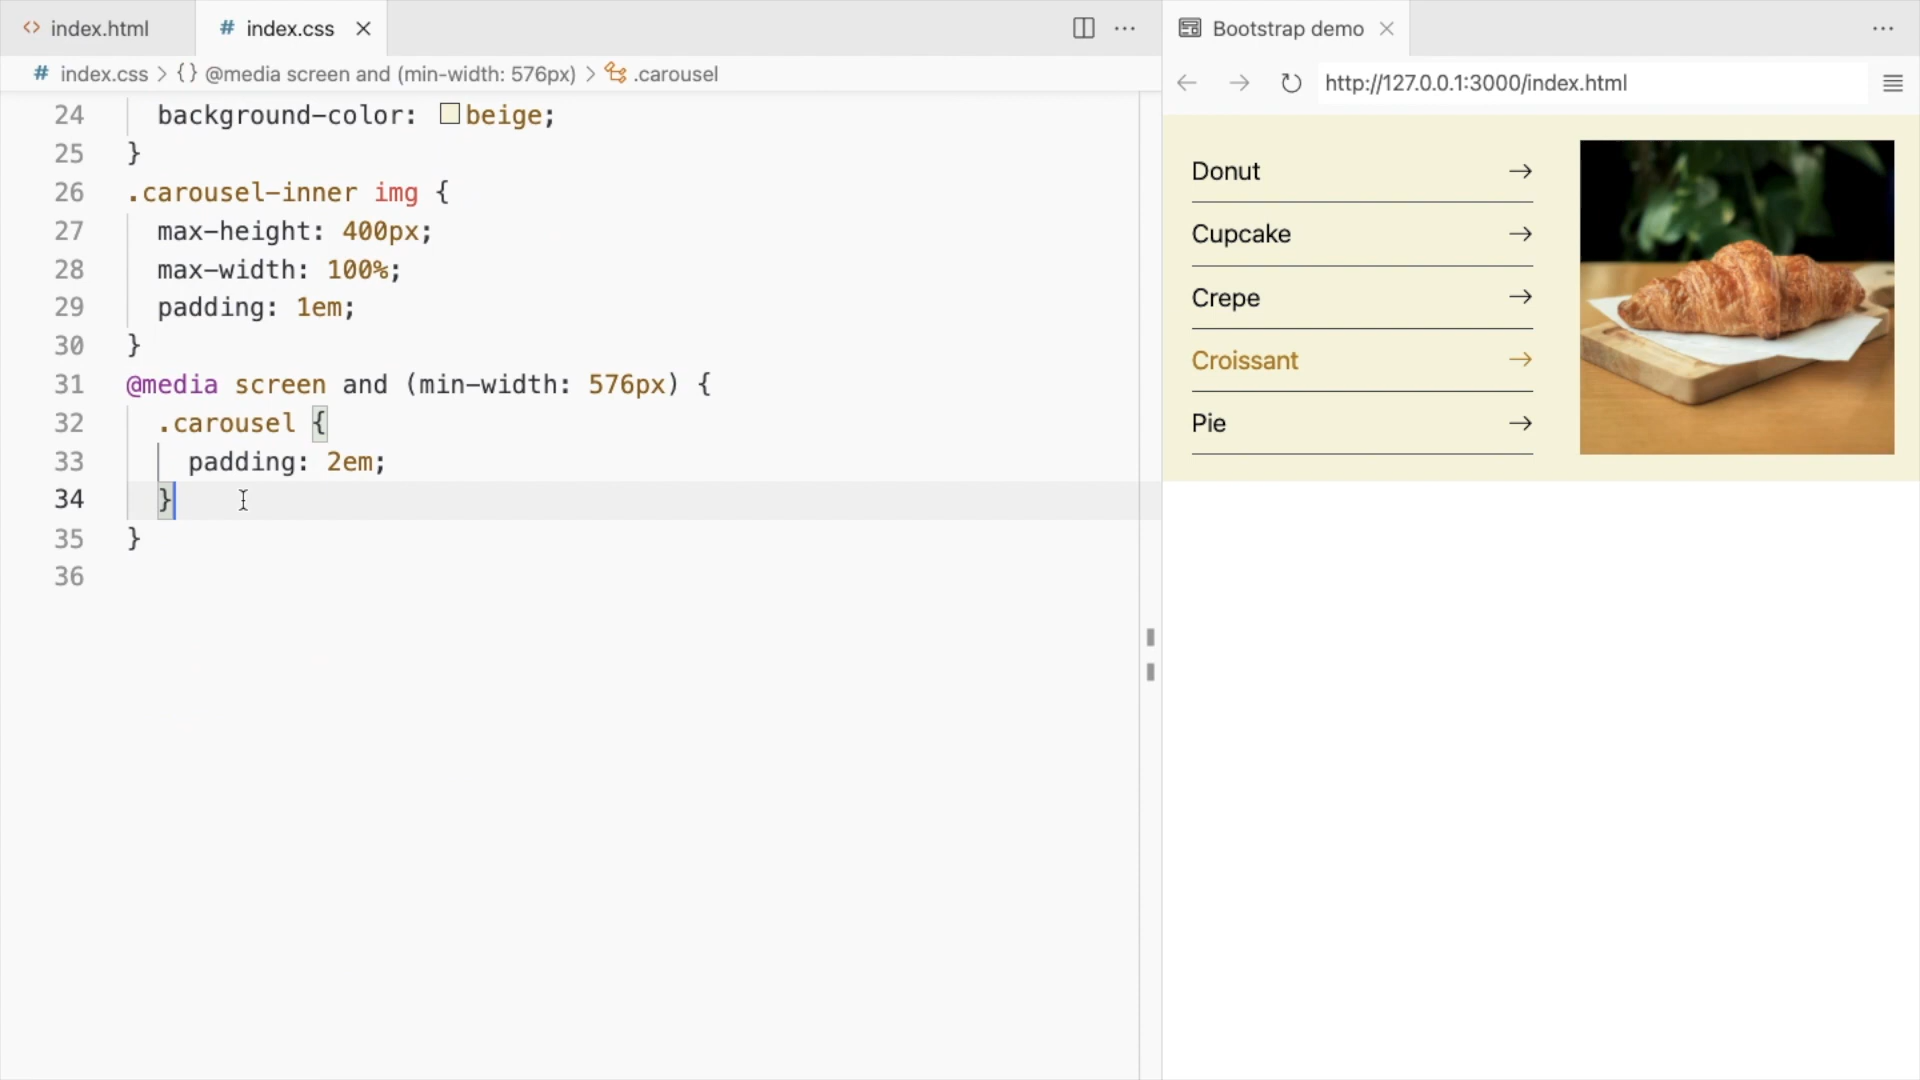 index.html
index.css
index.css > {} @media screen and (min-width: 576px) > .carousel
24 background-color: beige;
25 }
26 .carousel-inner img {
27 max-height: 400px;
28 max-width: 100%;
29 padding: 1em;
30 }
31 @media screen and (min-width: 576px) {
32 .carousel {
33 padding: 2em;
34 }
35 }
36
Bootstrap demo
http://127.0.0.1:3000/index.html
Donut →
Cupcake →
Crepe →
Croissant →
Pie →